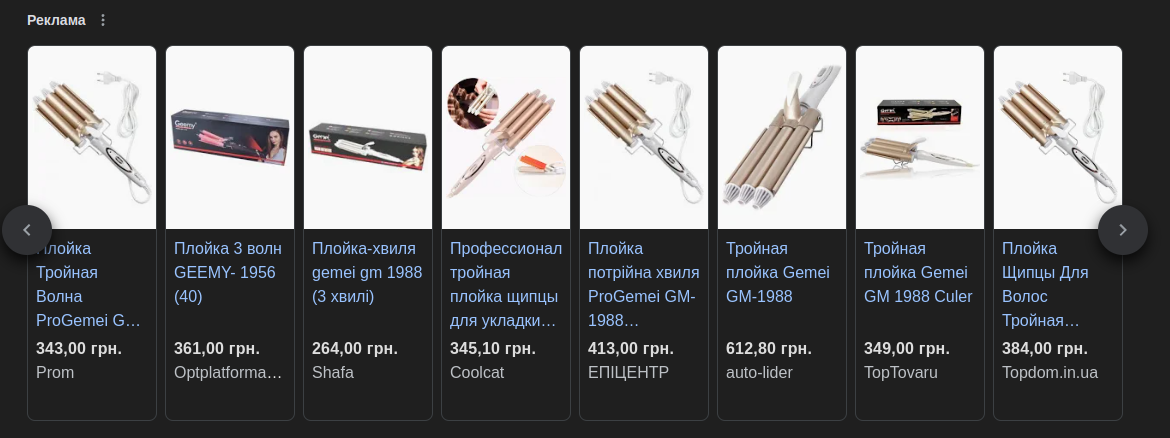 Реклама
Плойка
Тройная
Волна
ProGemei G…
343,00 грн.
Prom
Плойка 3 волн
GEEMY- 1956
(40)
361,00 грн.
Optplatforma…
Плойка-хвиля
gemei gm 1988
(3 хвилі)
264,00 грн.
Shafa
Профессионал
тройная
плойка щипцы
для укладки…
345,10 грн.
Coolcat
Плойка
потрійна хвиля
ProGemei GM-
1988…
413,00 грн.
ЕПІЦЕНТР
Тройная
плойка Gemei
GM-1988
612,80 грн.
auto-lider
Тройная
плойка Gemei
GM 1988 Culer
349,00 грн.
TopTovaru
Плойка
Щипцы Для
Волос
Тройная…
384,00 грн.
Topdom.in.ua